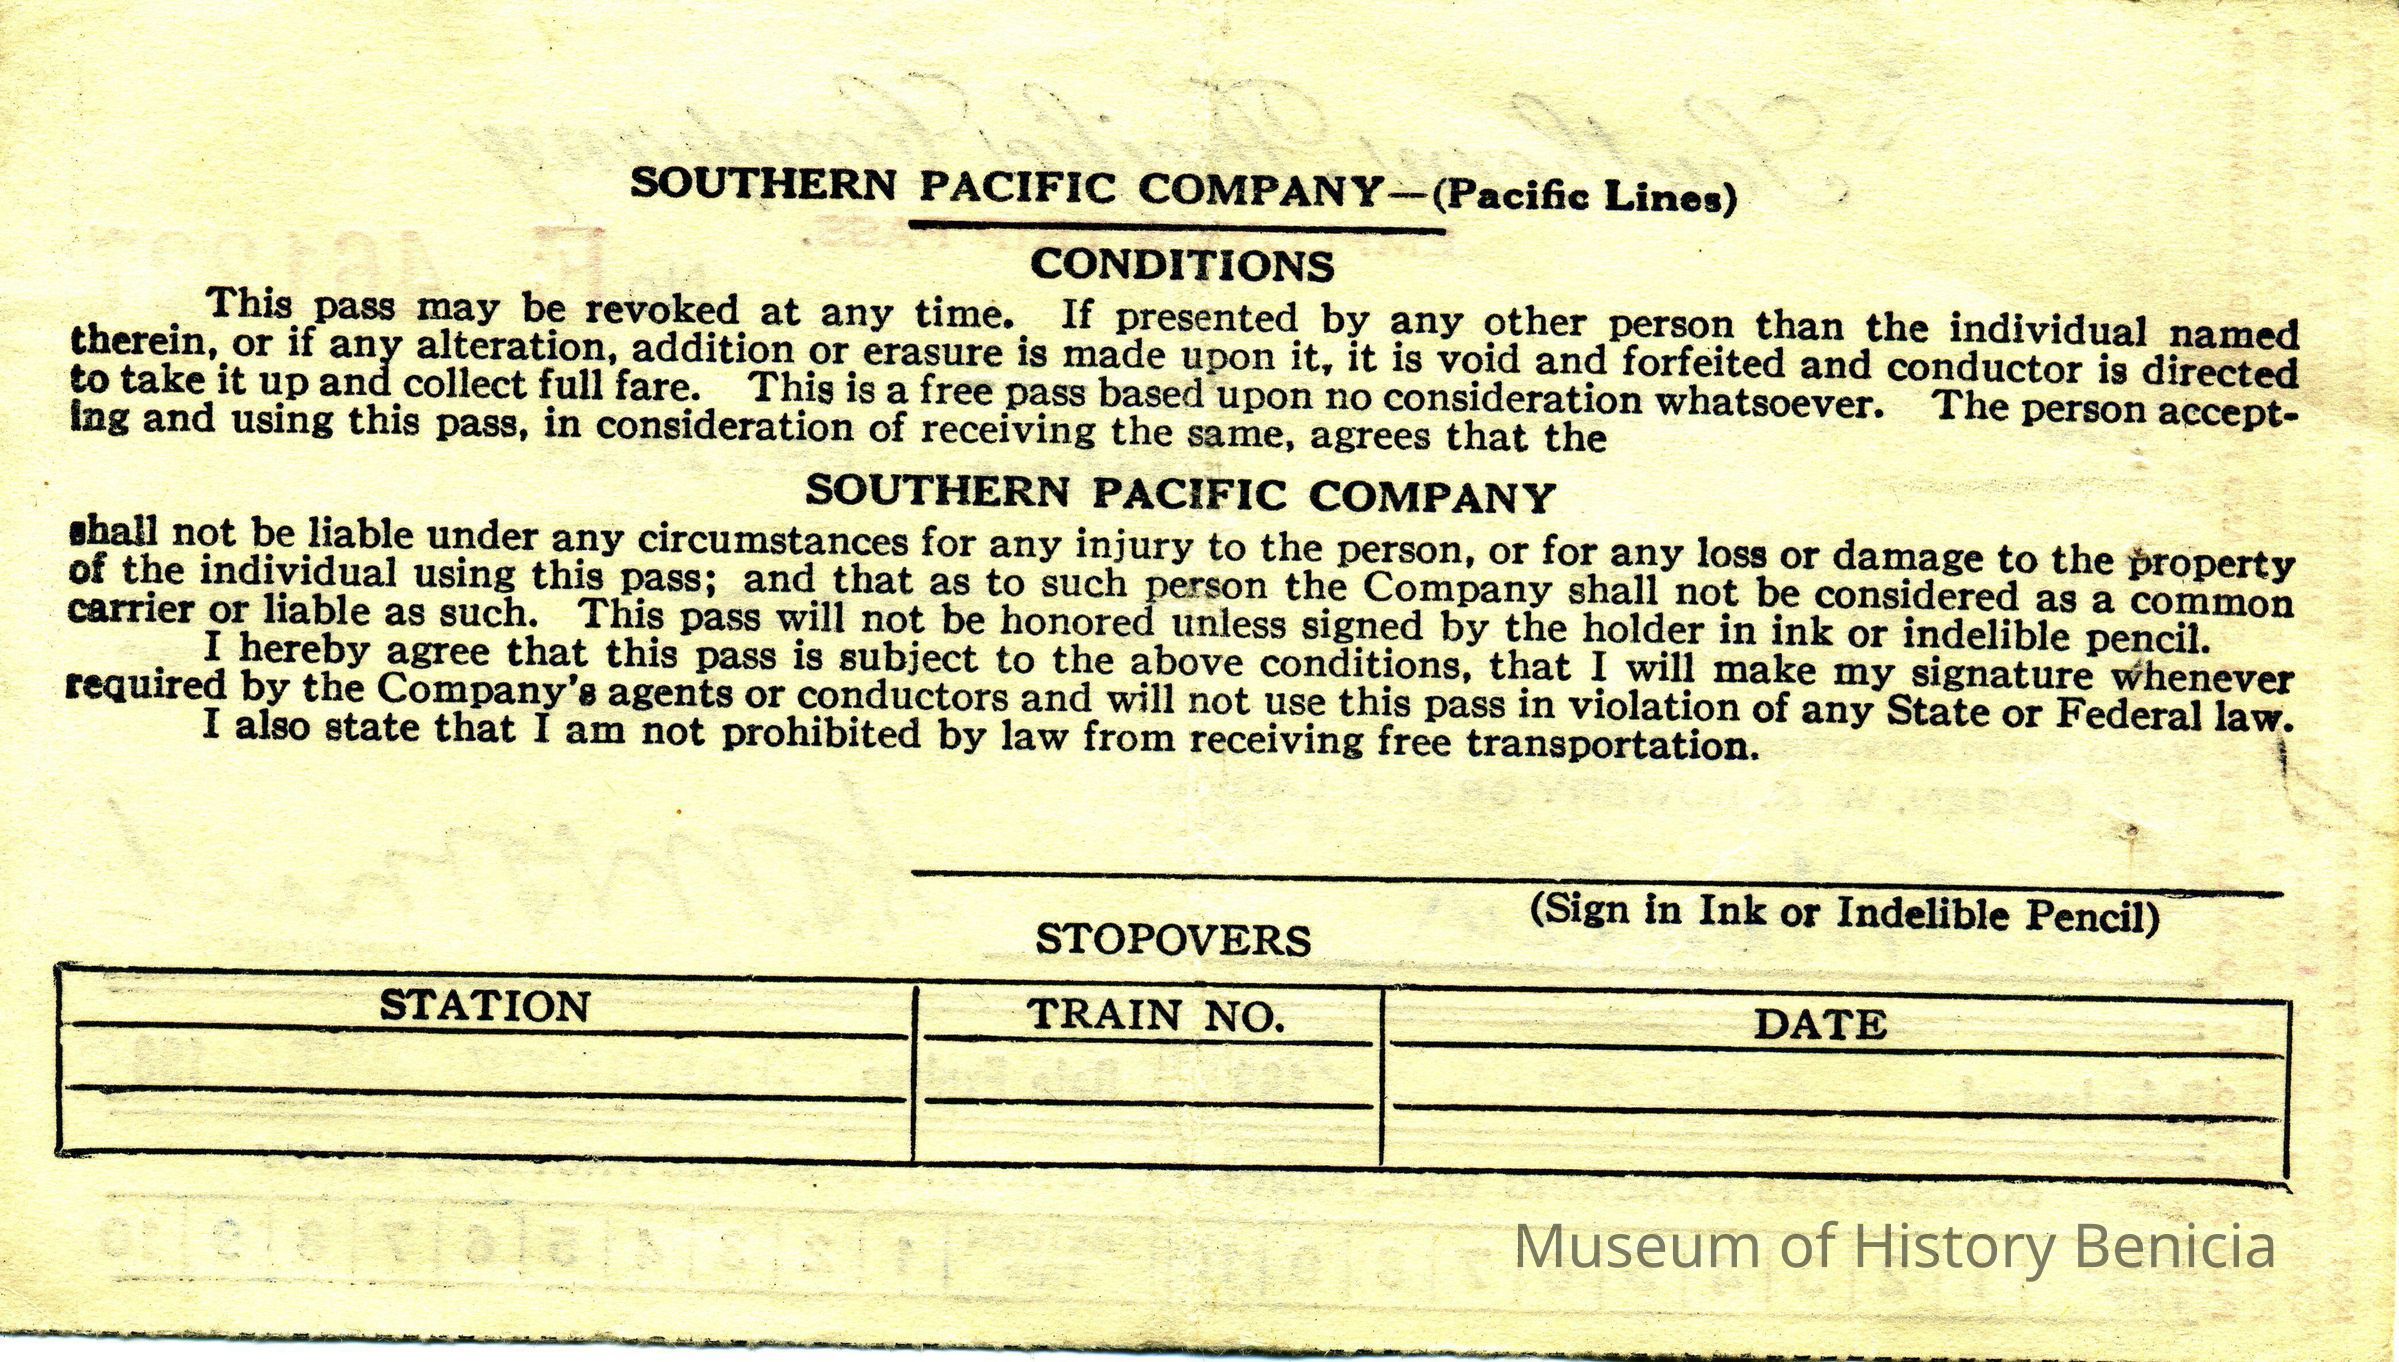 SOUTHERN PACIFIC COMPANY—(Pacific Lines)
CONDITIONS
This pass may be revoked at any time. If presented by any other person than the individual named
therein, or if any alteration, addition or erasure is made upon it, it is void and forfeited and conductor is directed
to take it up and collect full fare. This is a free pass based upon no consideration whatsoever. The person accept-
ing and using this pass, in consideration of receiving the same, agrees that the
SOUTHERN PACIFIC COMPANY
shall not be liable under any circumstances for any injury to the person, or for any loss or damage to the property
of the individual using this pass; and that as to such person the Company shall not be considered as a common
carrier or liable as such. This pass will not be honored unless signed by the holder in ink or indelible pencil.
I hereby agree that this pass is subject to the above conditions, that I will make my signature whenever
required by the Company's agents or conductors and will not use this pass in violation of any State or Federal law.
I also state that I am not prohibited by law from receiving free transportation.
(Sign in Ink or Indelible Pencil)
STOPOVERS
STATION TRAIN NO. DATE
Museum of History Benicia